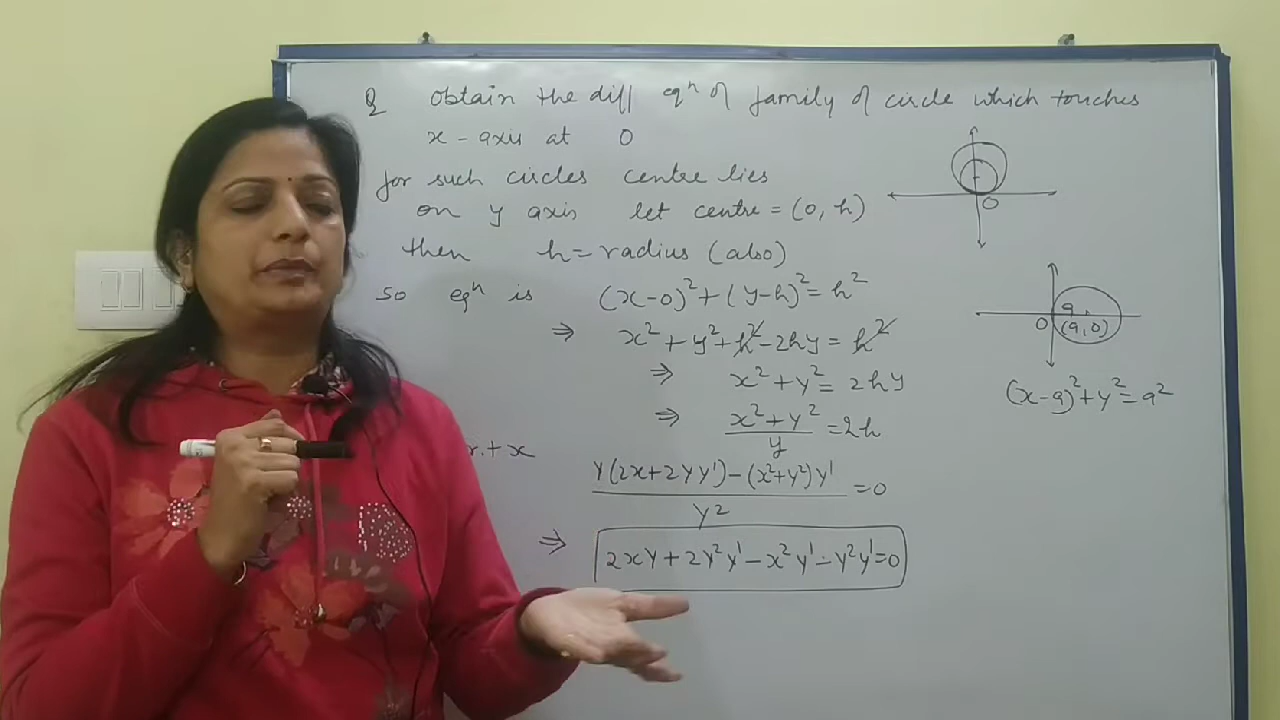 Q obtain the diff eqⁿ of family of circle which touches
x-axis at 0
for such circles centre lies
on y axis let centre = (0, h)
then h = radius (also)
so eqⁿ is (x-0)² + (y-h)² = h²
⇒ x² + y² + h² - 2hy = h²
⇒ x² + y² = 2hy
⇒ (x² + y²)/y = 2h
r. t x
(y(2x + 2yy') - (x² + y²)y')/y² = 0
⇒ 2xy + 2y²y' - x²y' - y²y' = 0
0
0
a
(a, 0)
(x-a)² + y² = a²